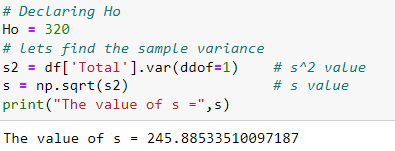 # Declaring Ho
Ho = 320
# lets find the sample variance
s2 = df['Total'].var(ddof=1)    # s^2 value
s = np.sqrt(s2)                 # s value
print("The value of s =",s)
The value of s = 245.88533510097187